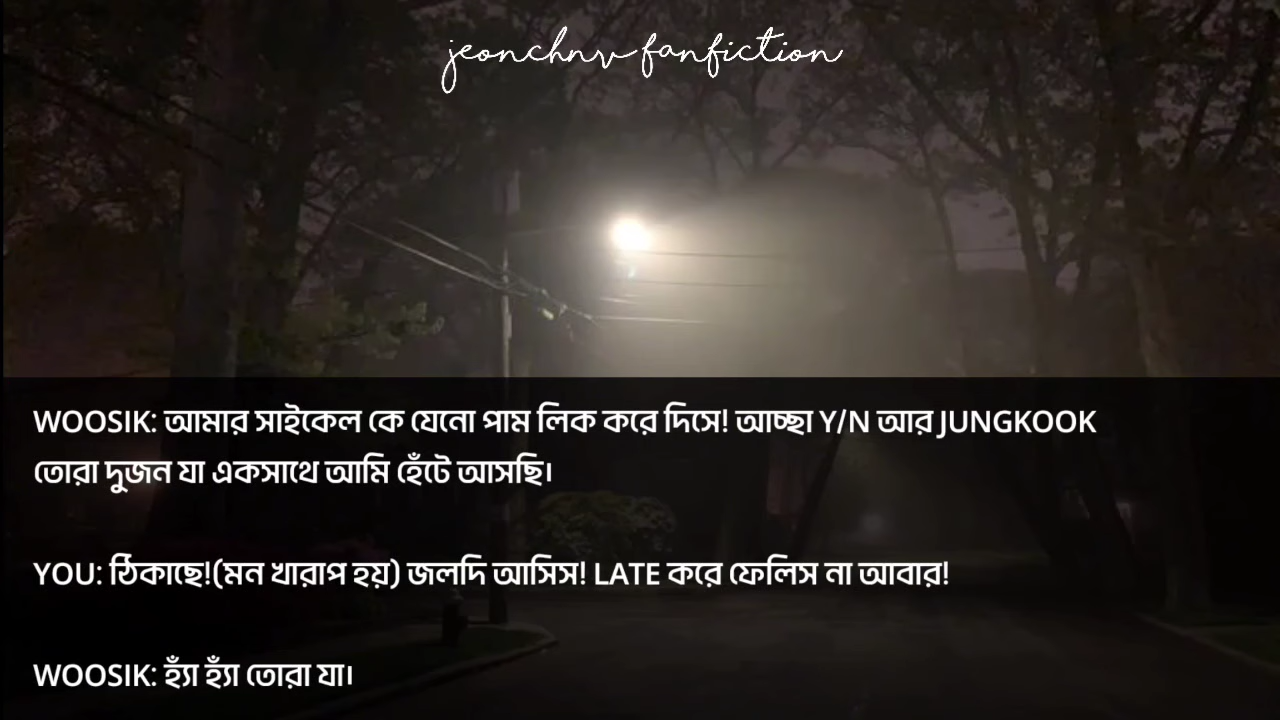 jeonchnv fanfiction
WOOSIK: আমার সাইকেল কে যেনো পাম লিক করে দিসে! আচ্ছা Y/N আর JUNGKOOK
তোরা দুজন যা একসাথে আমি হেঁটে আসছি।
YOU: ঠিকাছে!(মন খারাপ হয়) জলদি আসিস! LATE করে ফেলিস না আবার!
WOOSIK: হ্যাঁ হ্যাঁ তোরা যা।